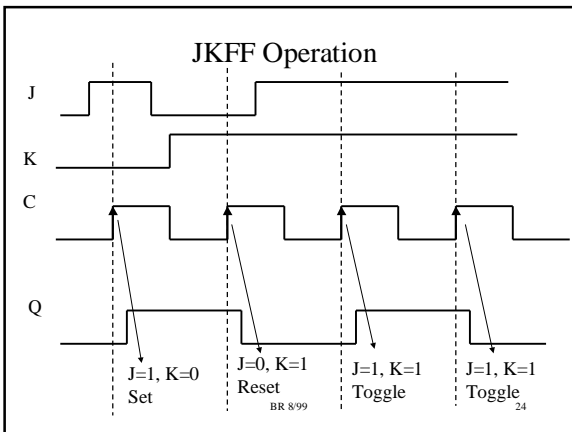 JKFF Operation
J
K
C
Q
J=1, K=0
Set
J=0, K=1
Reset
J=1, K=1
Toggle
J=1, K=1
Toggle
BR 8/99
24